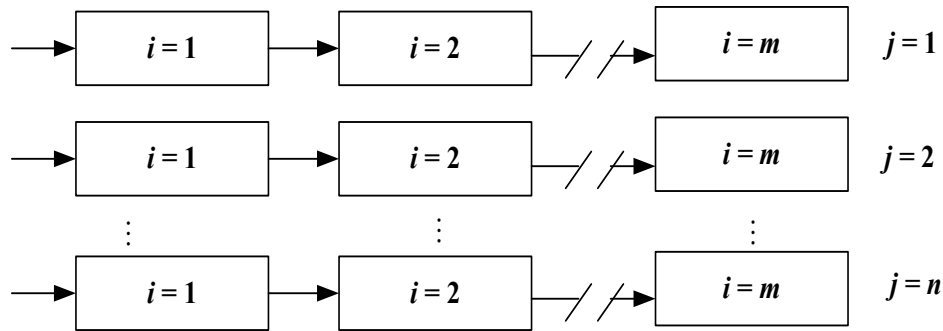 i = 1 i = 2 i = m j = 1
i = 1 i = 2 i = m j = 2
⋮ ⋮ ⋮
i = 1 i = 2 i = m j = n